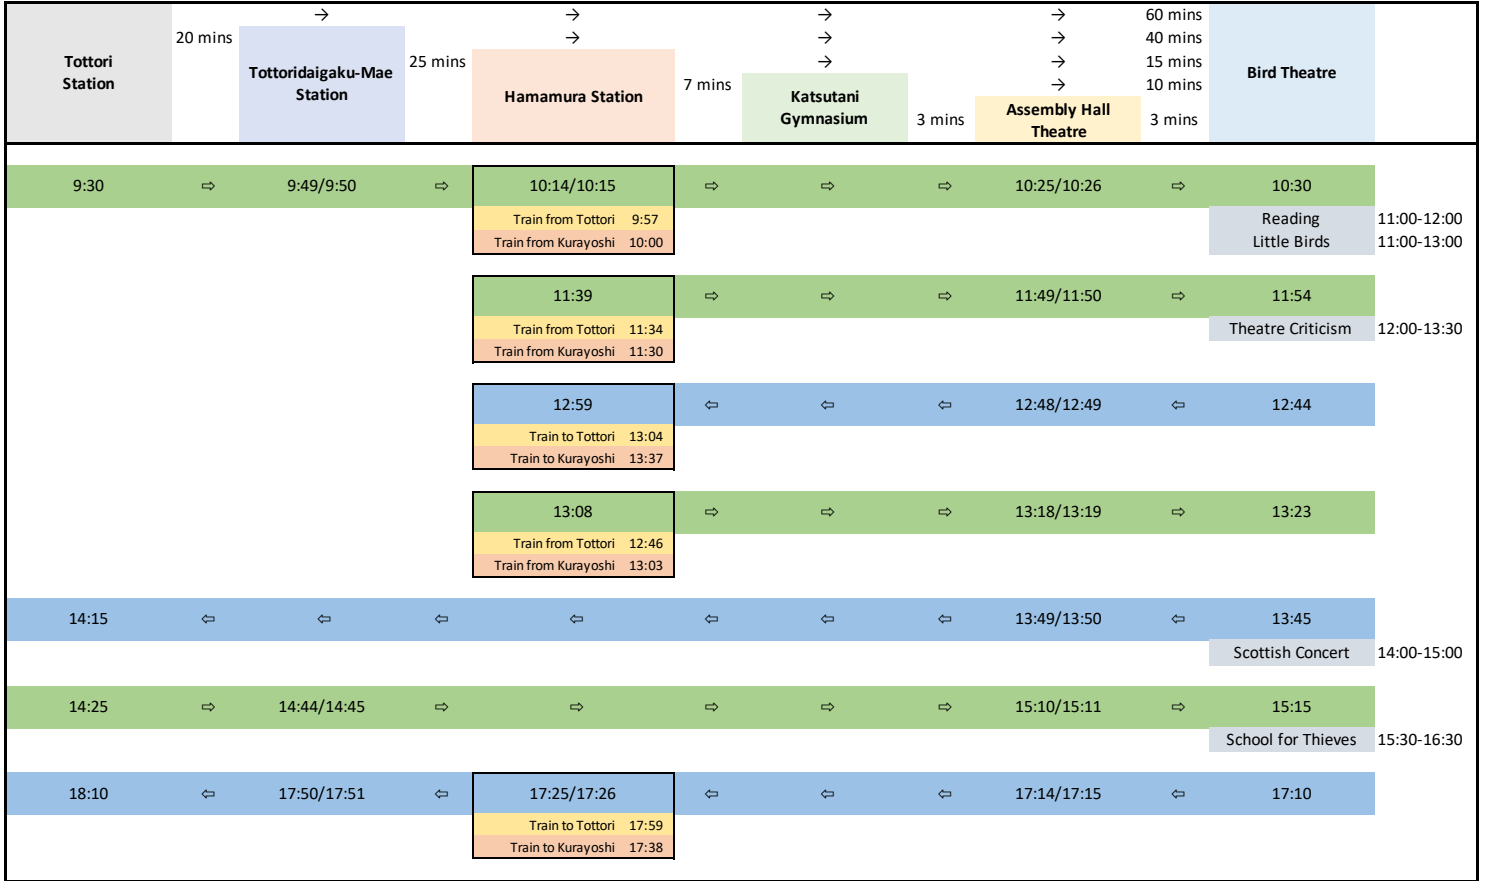 → → → → 60 mins
20 mins → → → 40 mins
Tottori Station
Tottoridaigaku-Mae Station
25 mins → → 15 mins
Hamamura Station
7 mins → 10 mins
Katsutani Gymnasium
3 mins
Assembly Hall Theatre
3 mins
Bird Theatre
9:30 ⇨ 9:49/9:50 ⇨ 10:14/10:15 ⇨ ⇨ ⇨ 10:25/10:26 ⇨ 10:30
Train from Tottori 9:57 Reading 11:00-12:00
Train from Kurayoshi 10:00 Little Birds 11:00-13:00
11:39 ⇨ ⇨ ⇨ 11:49/11:50 ⇨ 11:54
Train from Tottori 11:34 Theatre Criticism 12:00-13:30
Train from Kurayoshi 11:30
12:59 ⇦ ⇦ ⇦ 12:48/12:49 ⇦ 12:44
Train to Tottori 13:04
Train to Kurayoshi 13:37
13:08 ⇨ ⇨ ⇨ 13:18/13:19 ⇨ 13:23
Train from Tottori 12:46
Train from Kurayoshi 13:03
14:15 ⇦ ⇦ ⇦ ⇦ ⇦ ⇦ ⇦ 13:49/13:50 ⇦ 13:45
Scottish Concert 14:00-15:00
14:25 ⇨ 14:44/14:45 ⇨ ⇨ ⇨ ⇨ ⇨ 15:10/15:11 ⇨ 15:15
School for Thieves 15:30-16:30
18:10 ⇦ 17:50/17:51 ⇦ 17:25/17:26 ⇦ ⇦ ⇦ 17:14/17:15 ⇦ 17:10
Train to Tottori 17:59
Train to Kurayoshi 17:38